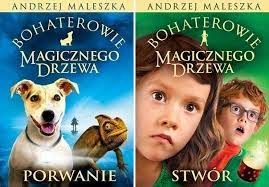 ANDRZEJ MALESZKA
BOHATEROWIE
MAGICZNEGO
DRZEWA
PORWANIE
ANDRZEJ MALESZKA
BOHATEROWIE
MAGICZNEGO
DRZEWA
STWÓR